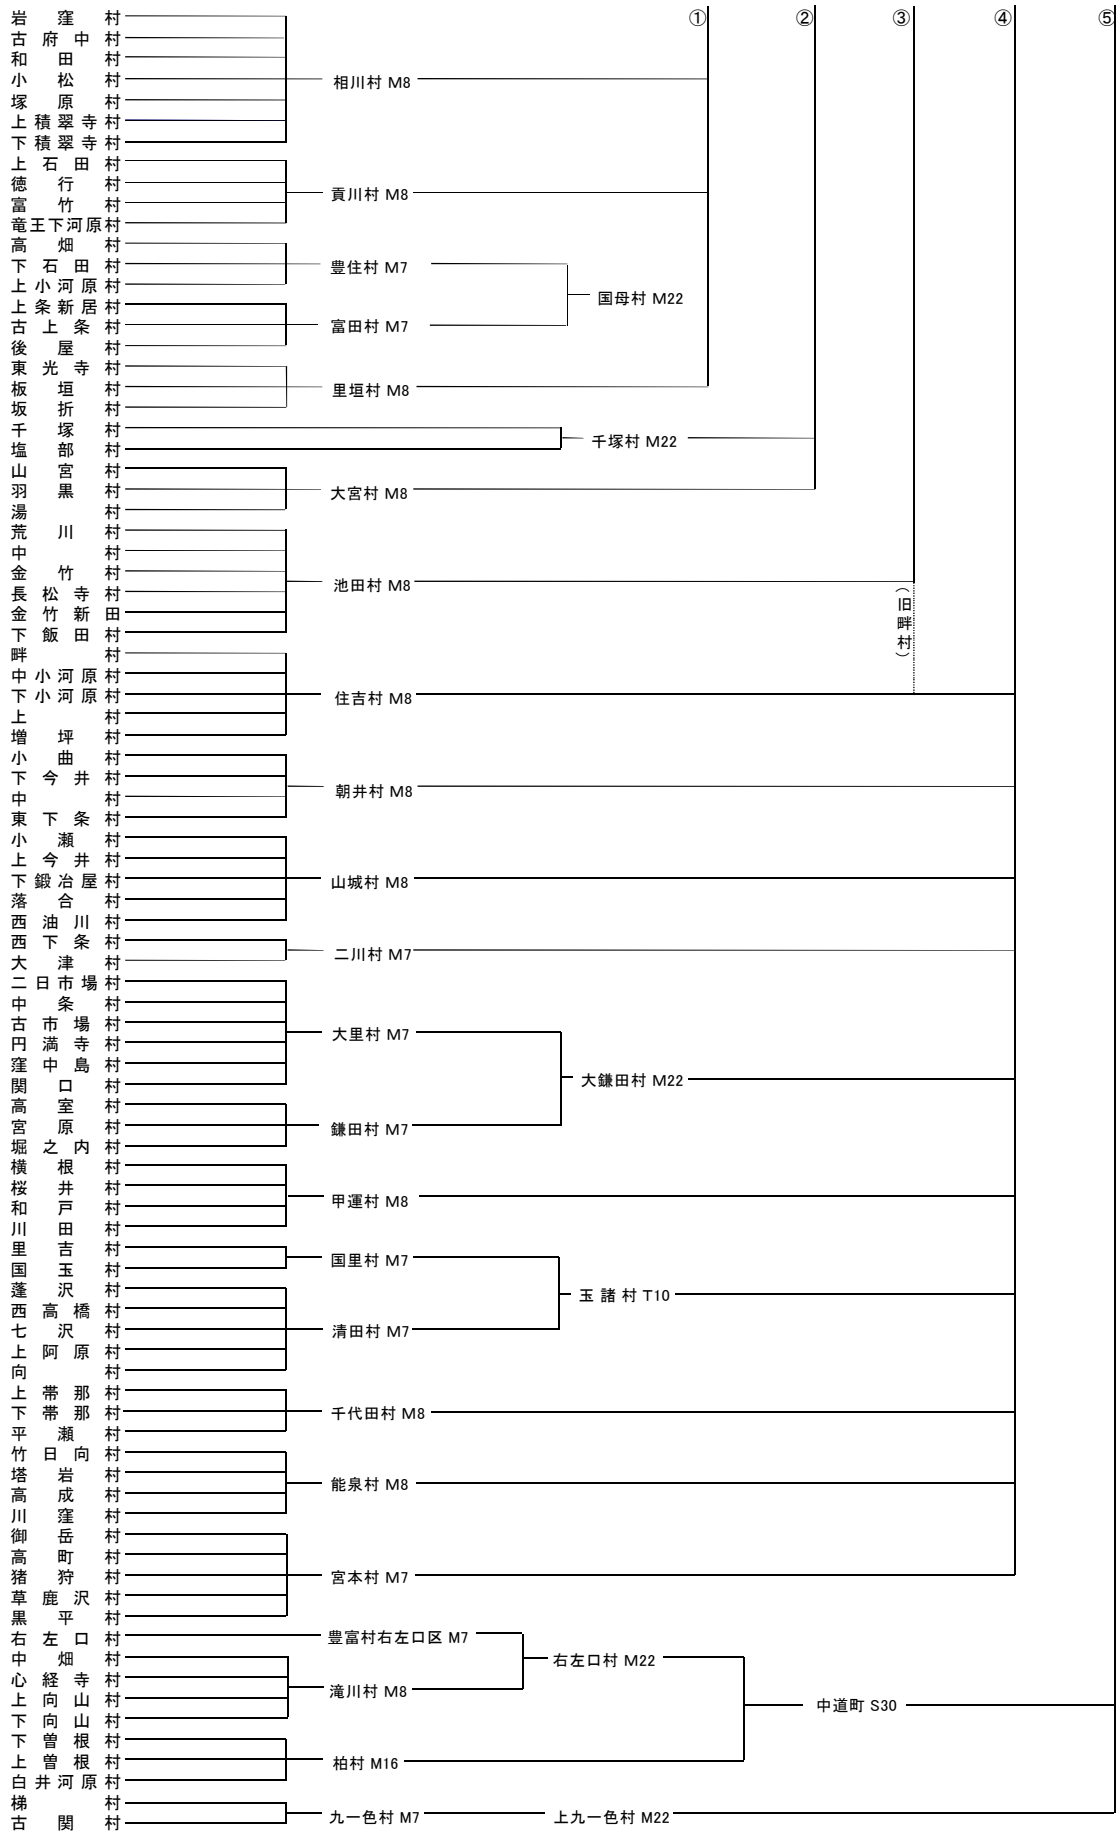 ① ② ③ ④ ⑤
岩窪村
古府中村
和田村
小松村
塚原村
上積翠寺村
下積翠寺村
相川村 M8
上石田村
徳行村
富竹村
竜王下河原村
貢川村 M8
高畑村
下石田村
上小河原村
豊住村 M7
上条新居村
古上条村
後屋村
富田村 M7
国母村 M22
東光寺村
板垣村
坂折村
里垣村 M8
千塚村
塩部村
千塚村 M22
山宮村
羽黒村
湯村
大宮村 M8
荒川村
中村
金竹村
長松寺村
金竹新田
下飯田村
池田村 M8
（旧畔村）
畔村
中小河原村
下小河原村
上村
増坪村
住吉村 M8
小曲村
下今井村
中村
東下条村
朝井村 M8
小瀬村
上今井村
下鍛冶屋村
落合村
西油川村
山城村 M8
西下条村
大津村
二川村 M7
二日市場村
中条村
古市場村
円満寺村
窪中島村
関口村
大里村 M7
高室村
宮原村
堀之内村
鎌田村 M7
大鎌田村 M22
横根村
桜井村
和戸村
川田村
甲運村 M8
里吉村
国玉村
国里村 M7
蓬沢村
西高橋村
七沢村
上阿原村
向村
清田村 M7
玉諸村 T10
上帯那村
下帯那村
平瀬村
千代田村 M8
竹日向村
塔岩村
高成村
川窪村
能泉村 M8
御岳村
高町村
猪狩村
草鹿沢村
黒平村
宮本村 M7
右左口村
豊富村右左口区 M7
中畑村
心経寺村
上向山村
下向山村
滝川村 M8
右左口村 M22
下曽根村
上曽根村
白井河原村
柏村 M16
中道町 S30
梯村
古関村
九一色村 M7
上九一色村 M22